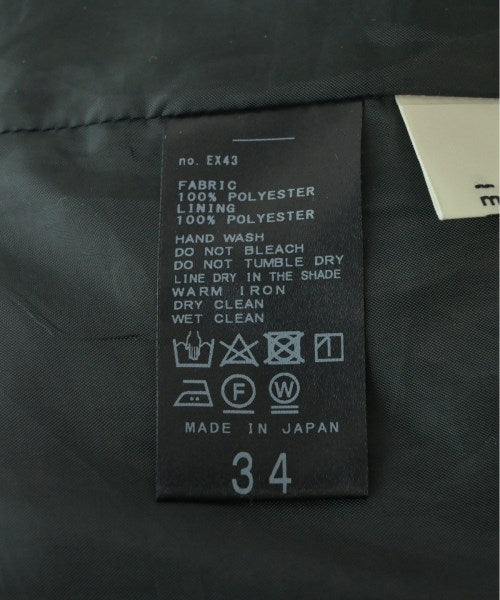 no. EX43
FABRIC
100% POLYESTER
LINING
100% POLYESTER
HAND WASH
DO NOT BLEACH
DO NOT TUMBLE DRY
LINE DRY IN THE SHADE
WARM IRON
DRY CLEAN
WET CLEAN
F W
MADE IN JAPAN
34